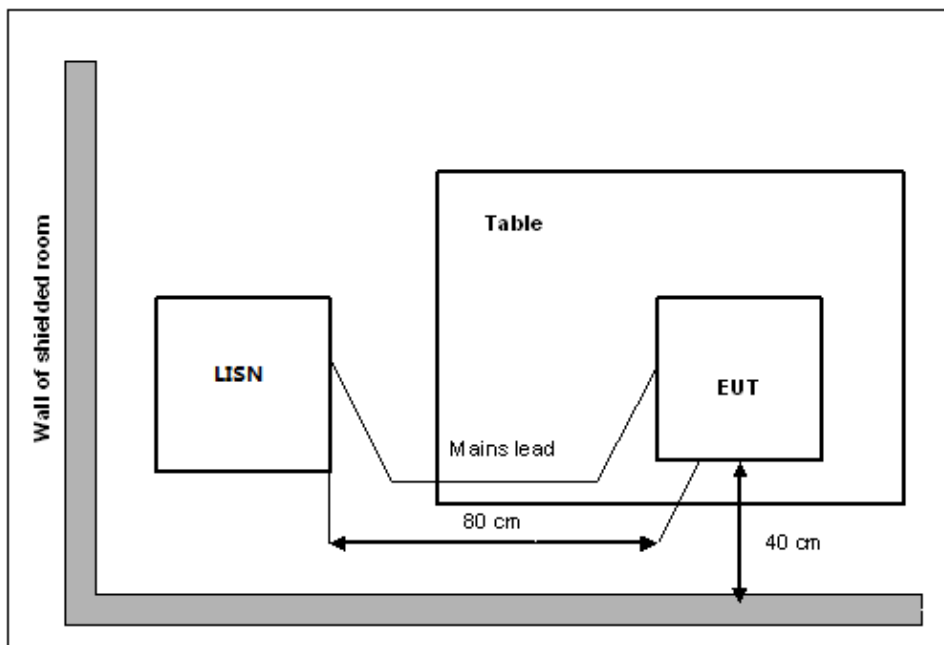 Wall of shielded room
Table
LISN
EUT
Mains lead
80 cm
40 cm